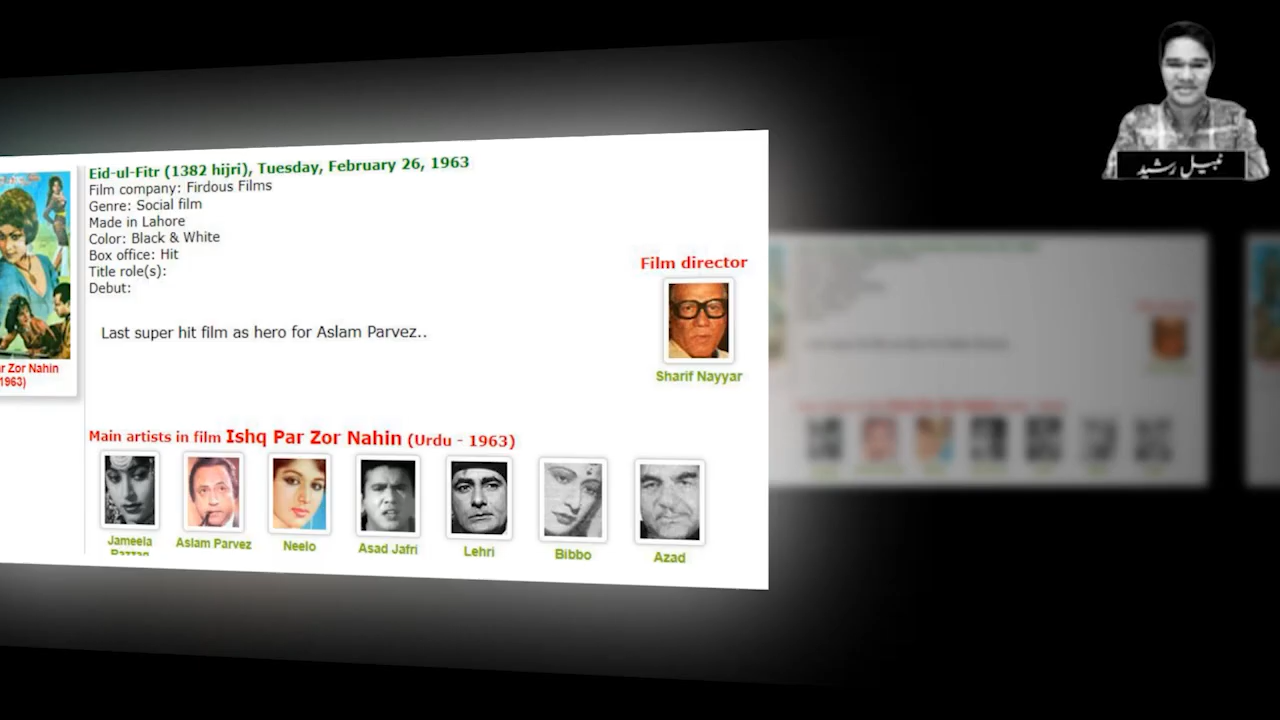 نبیل رشید
Eid-ul-Fitr (1382 hijri), Tuesday, February 26, 1963
Film company: Firdous Films
Genre: Social film
Made in Lahore
Color: Black & White
Box office: Hit
Title role(s):
Debut:
Last super hit film as hero for Aslam Parvez..
Film director
Sharif Nayyar
r Zor Nahin
1963)
Main artists in film Ishq Par Zor Nahin (Urdu - 1963)
Jameela
Razzaq
Aslam Parvez
Neelo
Asad Jafri
Lehri
Bibbo
Azad